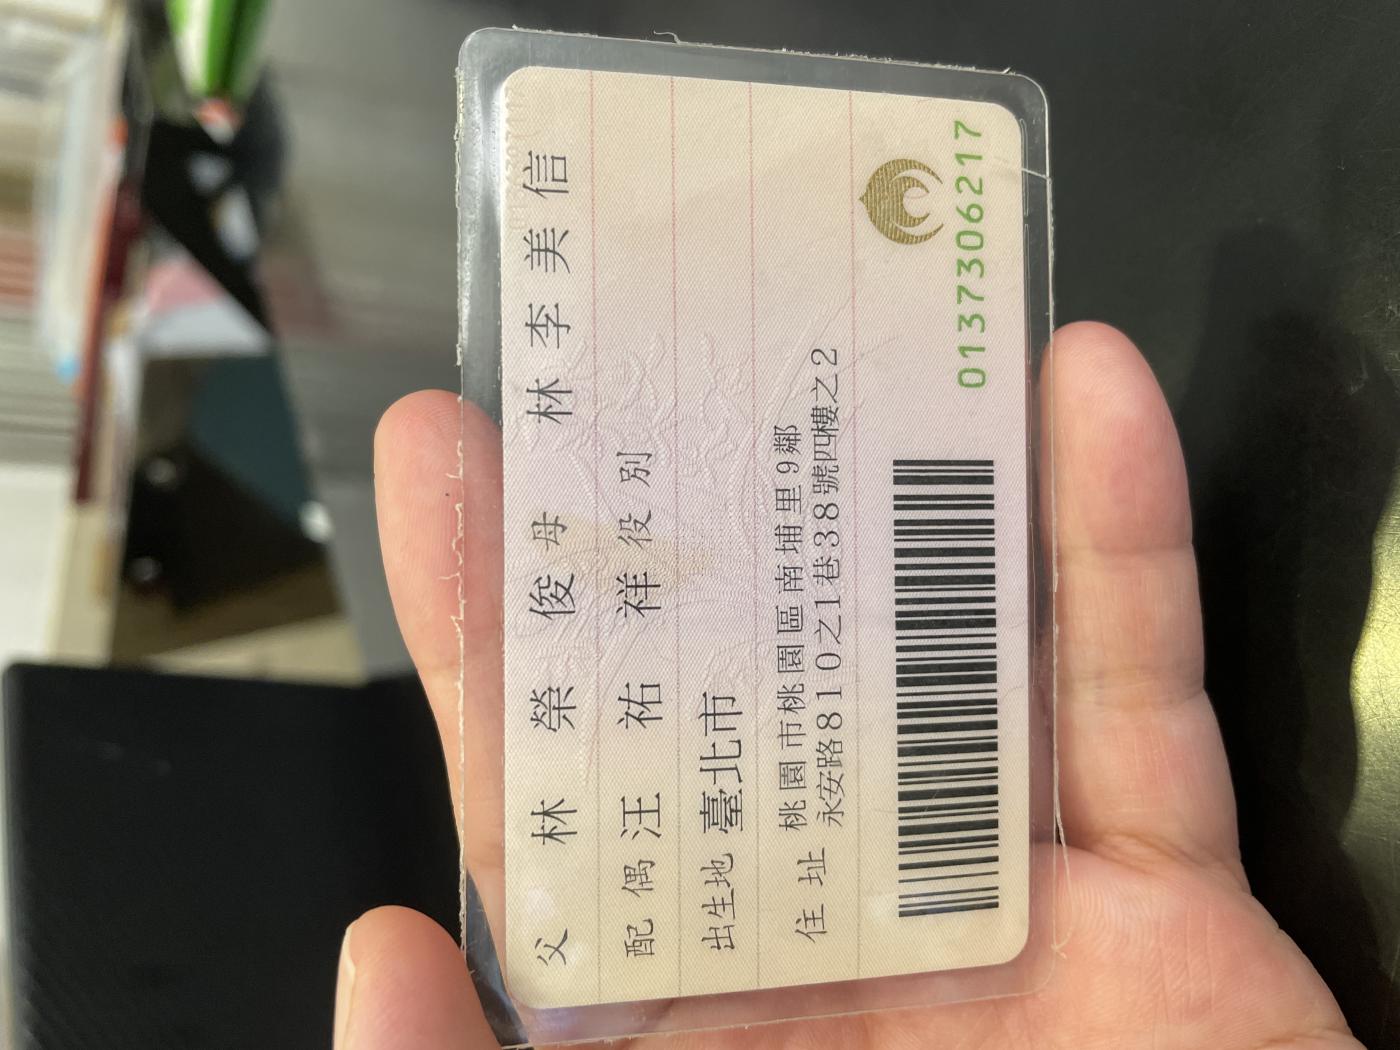 父 林榮俊 母 林李美信
配偶 汪祐祥 役別
出生地 臺北市
住址 桃園市桃園區南埔里9鄰
永安路810之1巷38號四樓之2
0137306217